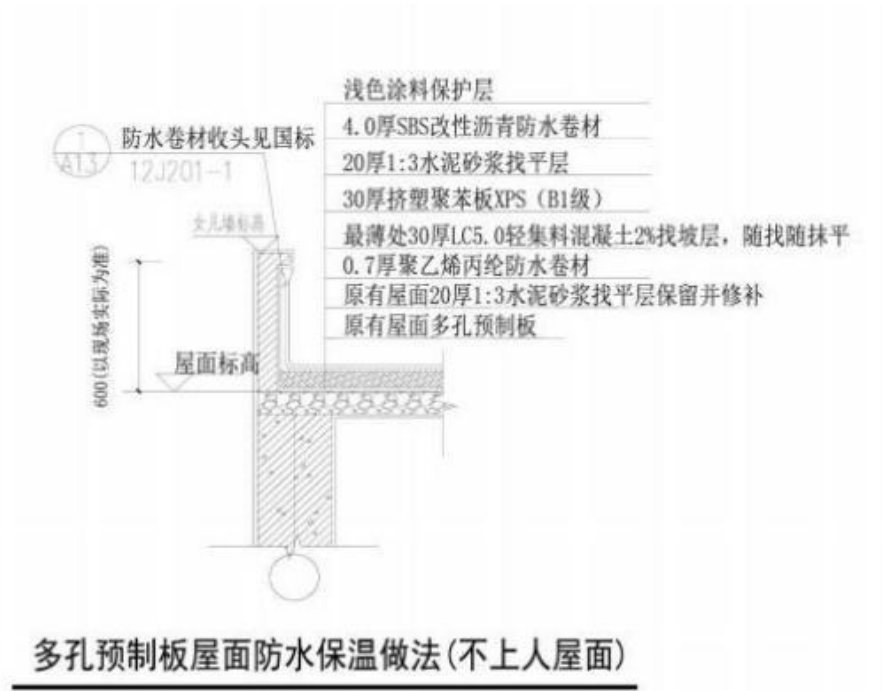 浅色涂料保护层
4.0厚SBS改性沥青防水卷材
20厚1:3水泥砂浆找平层
30厚挤塑聚苯板XPS（B1级）
最薄处30厚LC5.0轻集料混凝土2%找坡层，随找随抹平
0.7厚聚乙烯丙纶防水卷材
原有屋面20厚1:3水泥砂浆找平层保留并修补
原有屋面多孔预制板
1
A13
防水卷材收头见国标
12J201-1
女儿墙标高
600(以现场实际为准)
屋面标高
多孔预制板屋面防水保温做法(不上人屋面)